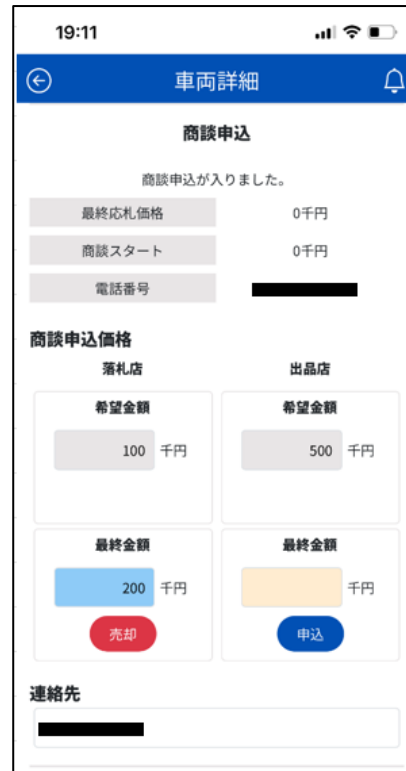 19:11
車両詳細
商談申込
商談申込が入りました。
最終応札価格 0千円
商談スタート 0千円
電話番号
商談申込価格
落札店 出品店
希望金額 希望金額
100 千円 500 千円
最終金額 最終金額
200 千円 千円
売却 申込
連絡先